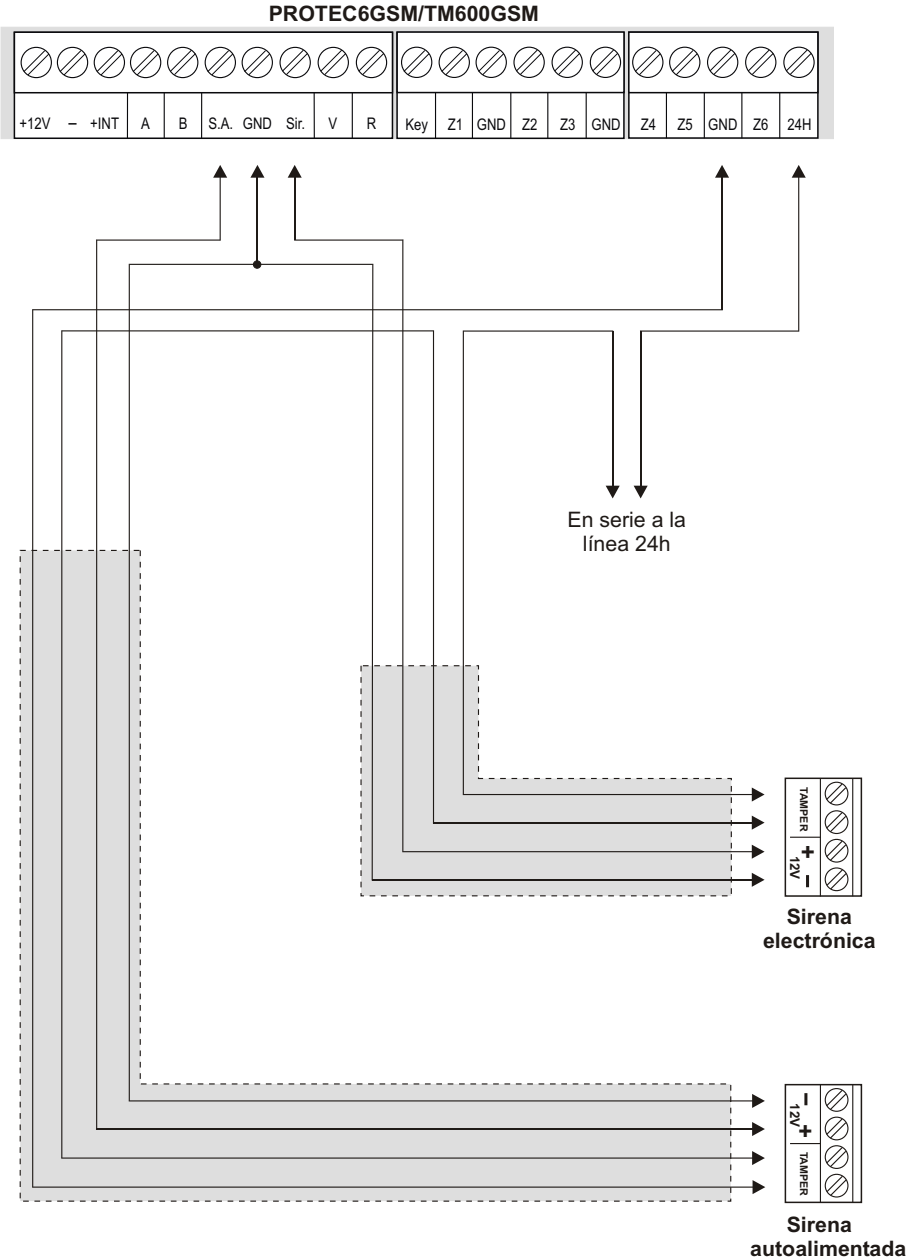 PROTEC6GSM/TM600GSM
+12V – +INT A B S.A. GND Sir. V R Key Z1 GND Z2 Z3 GND Z4 Z5 GND Z6 24H
En serie a la
línea 24h
TAMPER
+ –
12V
Sirena
electrónica
– +
12V
TAMPER
Sirena
autoalimentada